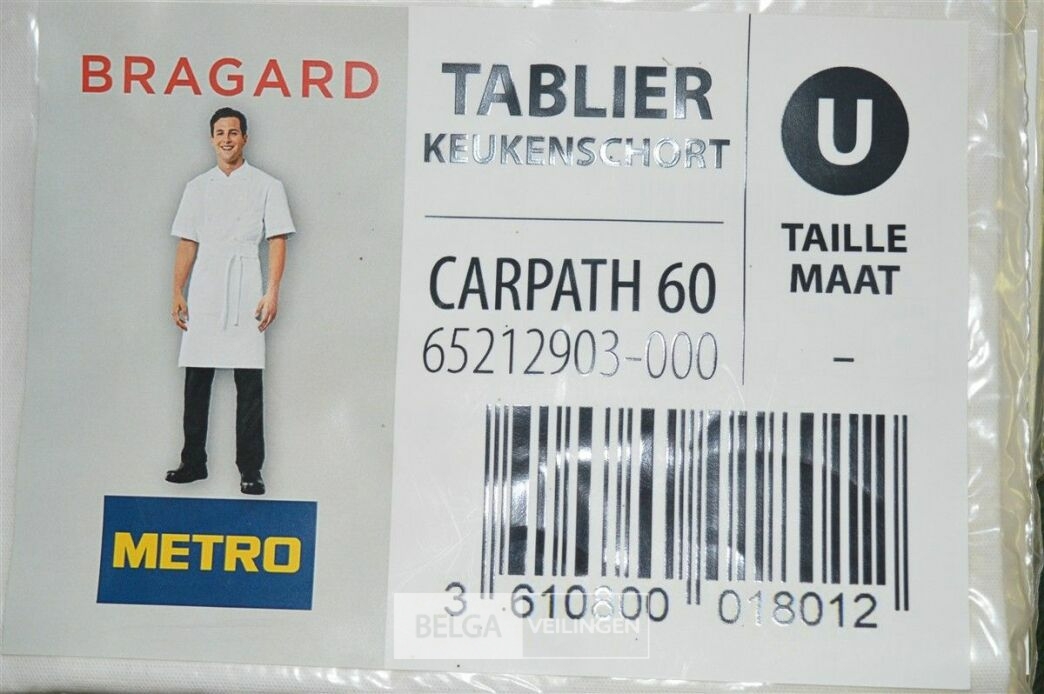 BRAGARD
METRO
TABLIER
KEUKENSCHORT
CARPATH 60
65212903-000
U
TAILLE
MAAT
–
3 610800 018012
BELGA VEILINGEN